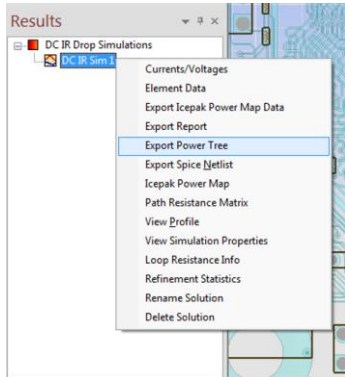 Results
DC IR Drop Simulations
DC IR Sim 1
Currents/Voltages
Element Data
Export Icepak Power Map Data
Export Report
Export Power Tree
Export Spice Netlist
Icepak Power Map
Path Resistance Matrix
View Profile
View Simulation Properties
Loop Resistance Info
Refinement Statistics
Rename Solution
Delete Solution